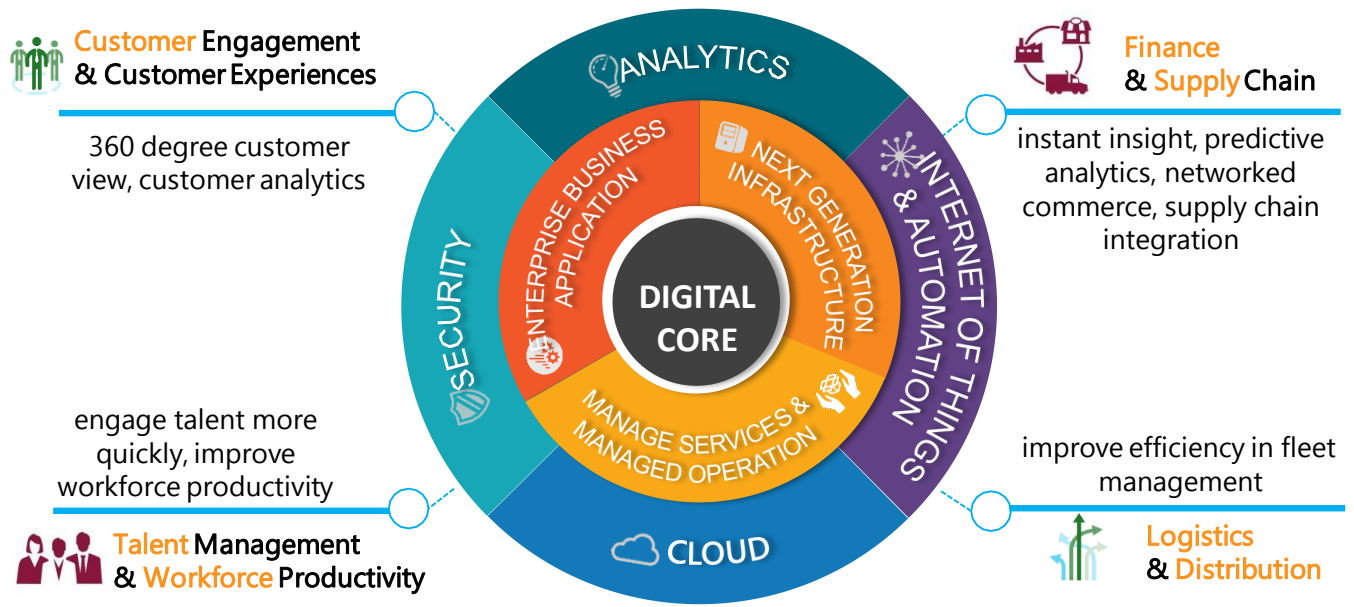 Customer Engagement
& Customer Experiences
360 degree customer
view, customer analytics
Finance
& Supply Chain
instant insight, predictive
analytics, networked
commerce, supply chain
integration
ANALYTICS
SECURITY
INTERNET OF THINGS
& AUTOMATION
CLOUD
ENTERPRISE BUSINESS
APPLICATION
NEXT GENERATION
INFRASTRUCTURE
MANAGE SERVICES &
MANAGED OPERATION
DIGITAL
CORE
engage talent more
quickly, improve
workforce productivity
Talent Management
& Workforce Productivity
improve efficiency in fleet
management
Logistics
& Distribution